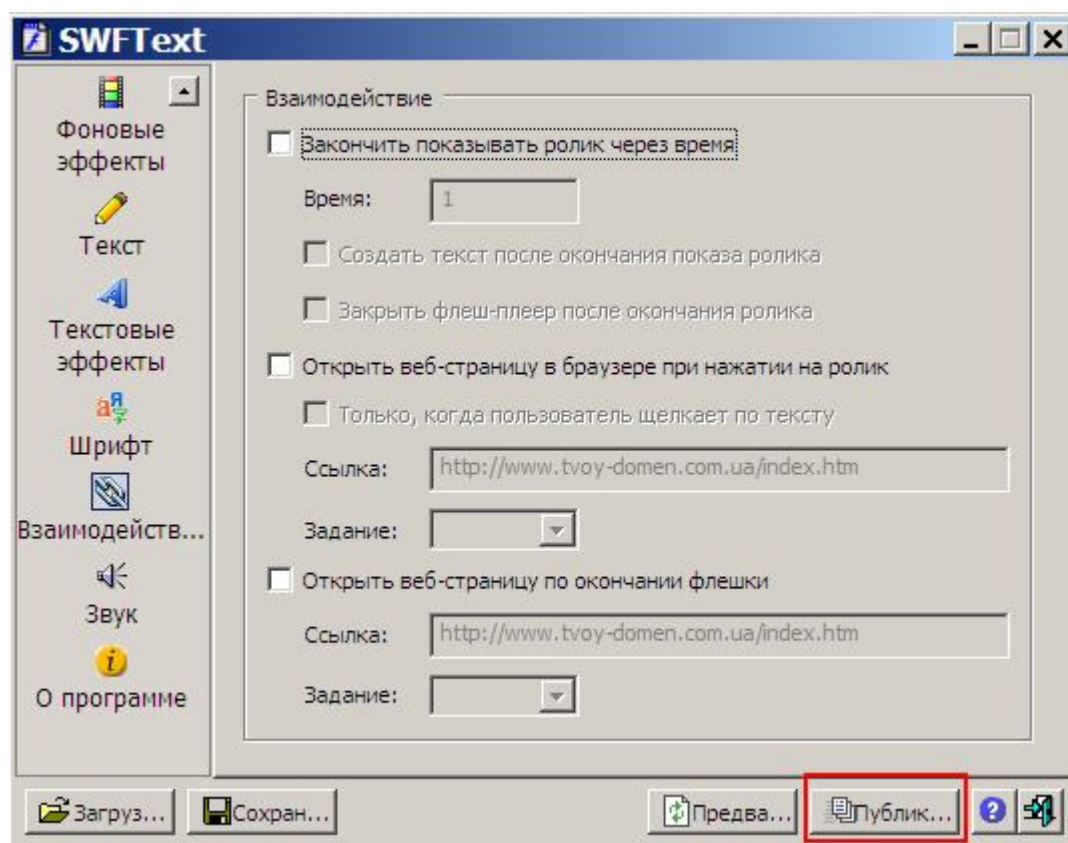 SWFText
Фоновые
эффекты
Текст
Текстовые
эффекты
Шрифт
Взаимодейств...
Звук
О программе
Взаимодействие
Закончить показывать ролик через время
Время:
1
Создать текст после окончания показа ролика
Закрыть флеш-плеер после окончания ролика
Открыть веб-страницу в браузере при нажатии на ролик
Только, когда пользователь щелкает по тексту
Ссылка:
http://www.tvoy-domen.com.ua/index.htm
Задание:
Открыть веб-страницу по окончании флешки
Ссылка:
http://www.tvoy-domen.com.ua/index.htm
Задание:
Загруз...
Сохран...
Предва...
Публик...